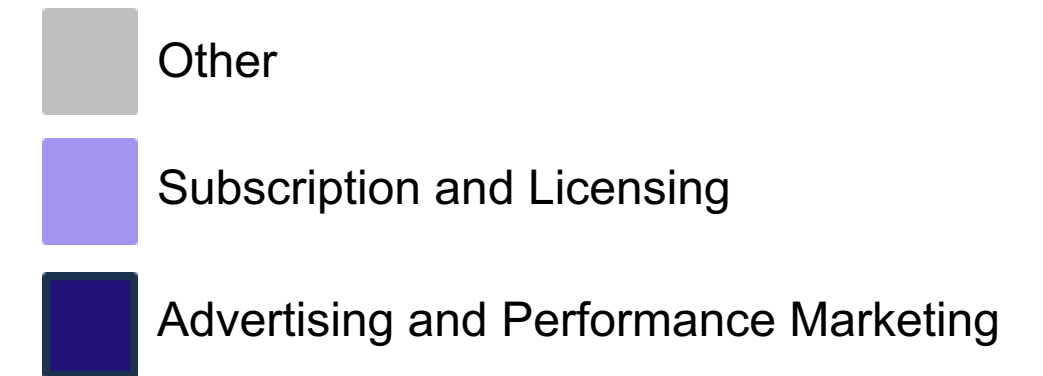 Other
Subscription and Licensing
Advertising and Performance Marketing